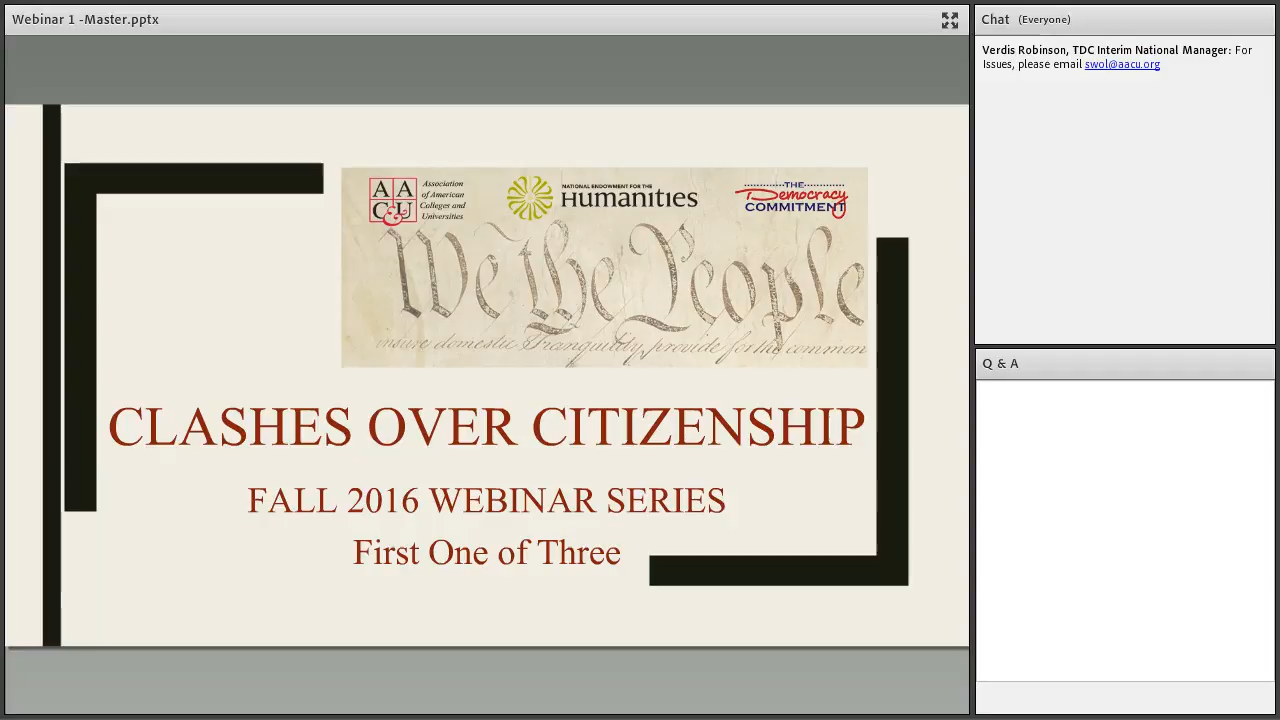 Webinar 1 -Master.pptx
AA
C&U
Association
of American
Colleges and
Universities
NATIONAL ENDOWMENT FOR THE
Humanities
THE
Democracy
COMMITMENT
We the People
insure domestic Tranquility, provide for the common
CLASHES OVER CITIZENSHIP
FALL 2016 WEBINAR SERIES
First One of Three
Chat (Everyone)
Verdis Robinson, TDC Interim National Manager: For
Issues, please email swol@aacu.org
Q & A